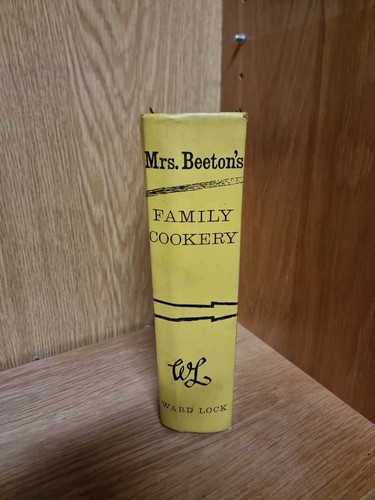 Mrs. Beeton's
FAMILY
COOKERY
WL
WARD LOCK